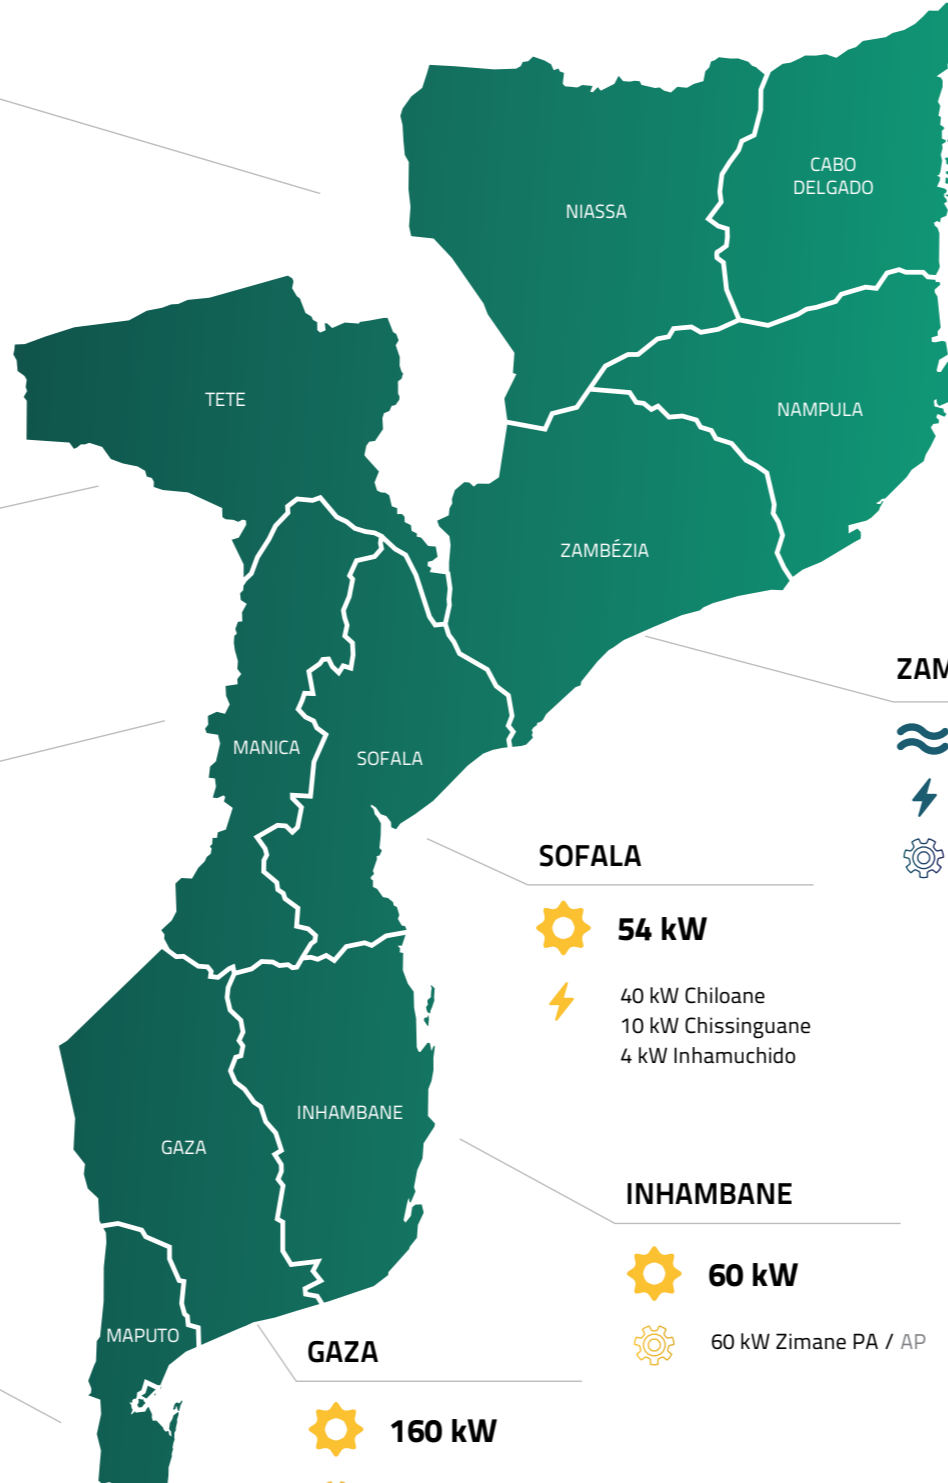 CABO
DELGADO
NIASSA
TETE
NAMPULA
ZAMBÉZIA
MANICA
SOFALA
SOFALA
54 kW
40 kW Chiloane
10 kW Chissinguane
4 kW Inhamuchido
INHAMBANE
GAZA
INHAMBANE
60 kW
60 kW Zimane PA / AP
MAPUTO
GAZA
160 kW